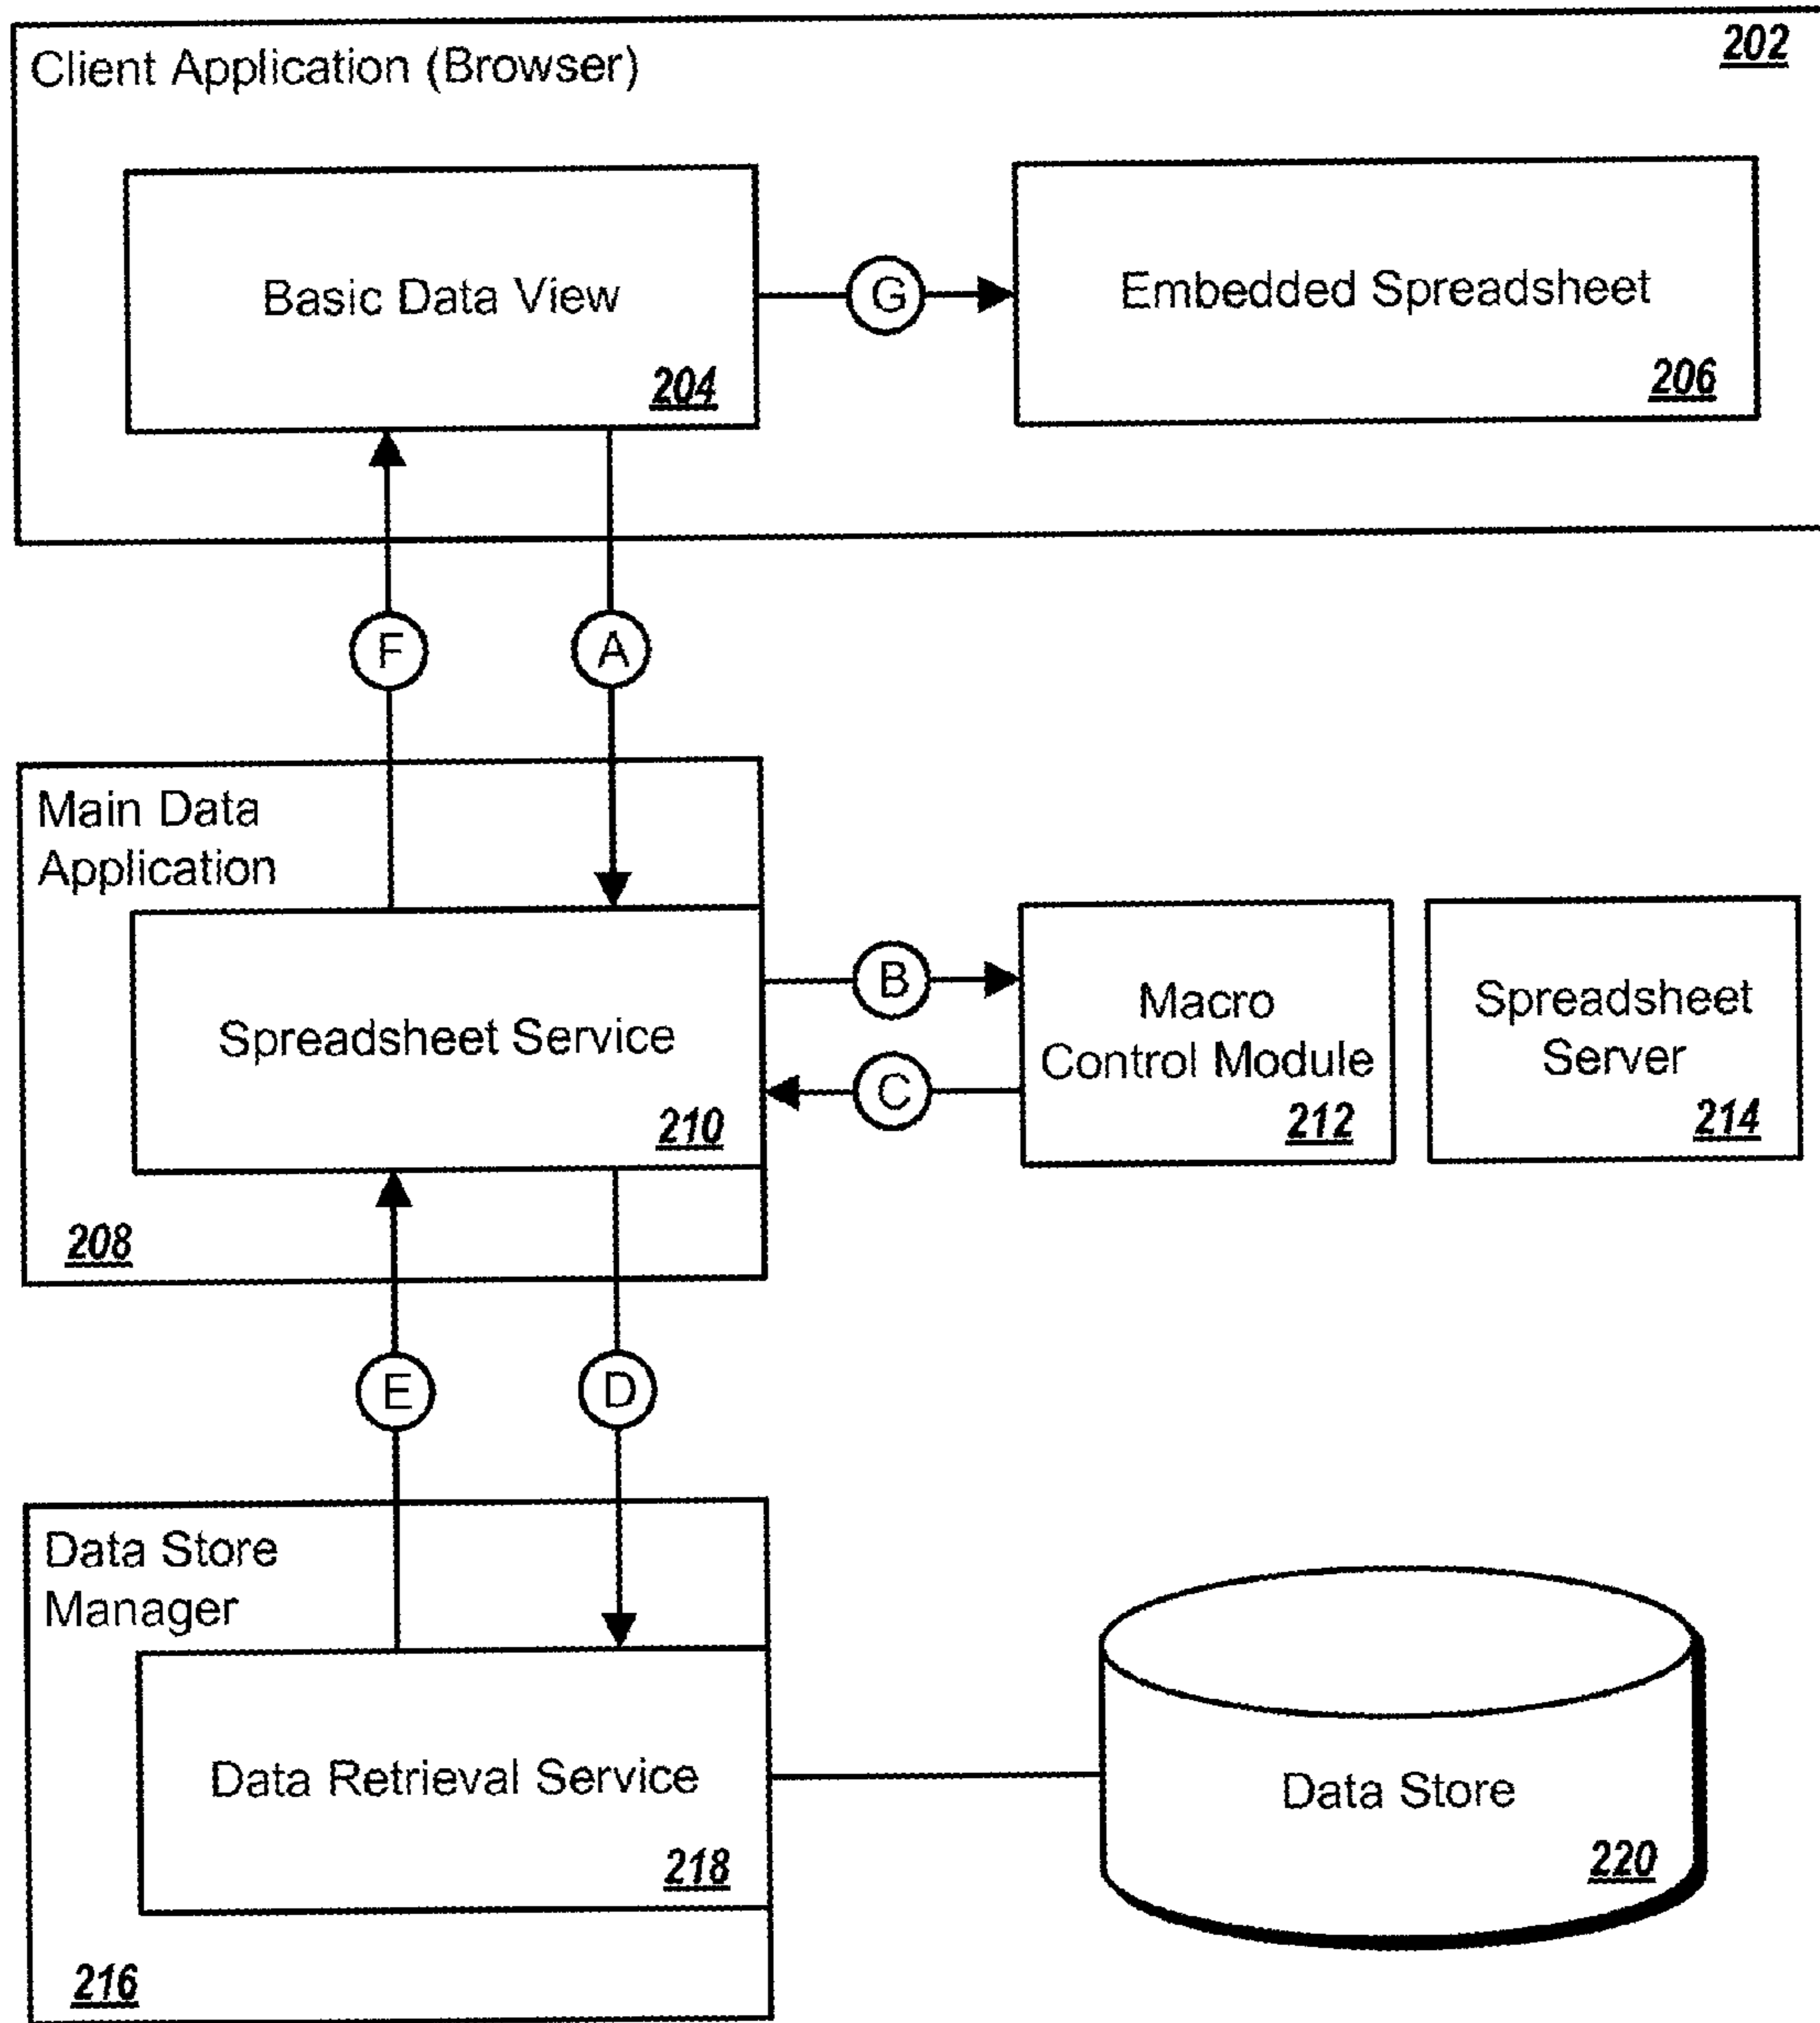 Client Application (Browser)
202
Basic Data View
204
G
Embedded Spreadsheet
206
F
A
Main Data
Application
Spreadsheet Service
210
208
B
C
Macro
Control Module
212
Spreadsheet
Server
214
E
D
Data Store
Manager
Data Retrieval Service
218
216
Data Store
220